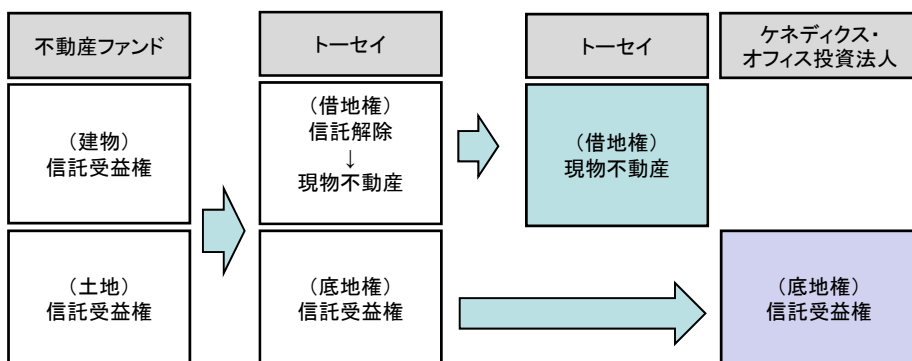 不動産ファンド
トーセイ
トーセイ
ケネディクス・
オフィス投資法人
（建物）
信託受益権
（借地権）
信託解除
↓
現物不動産
（借地権）
現物不動産
（土地）
信託受益権
（底地権）
信託受益権
（底地権）
信託受益権